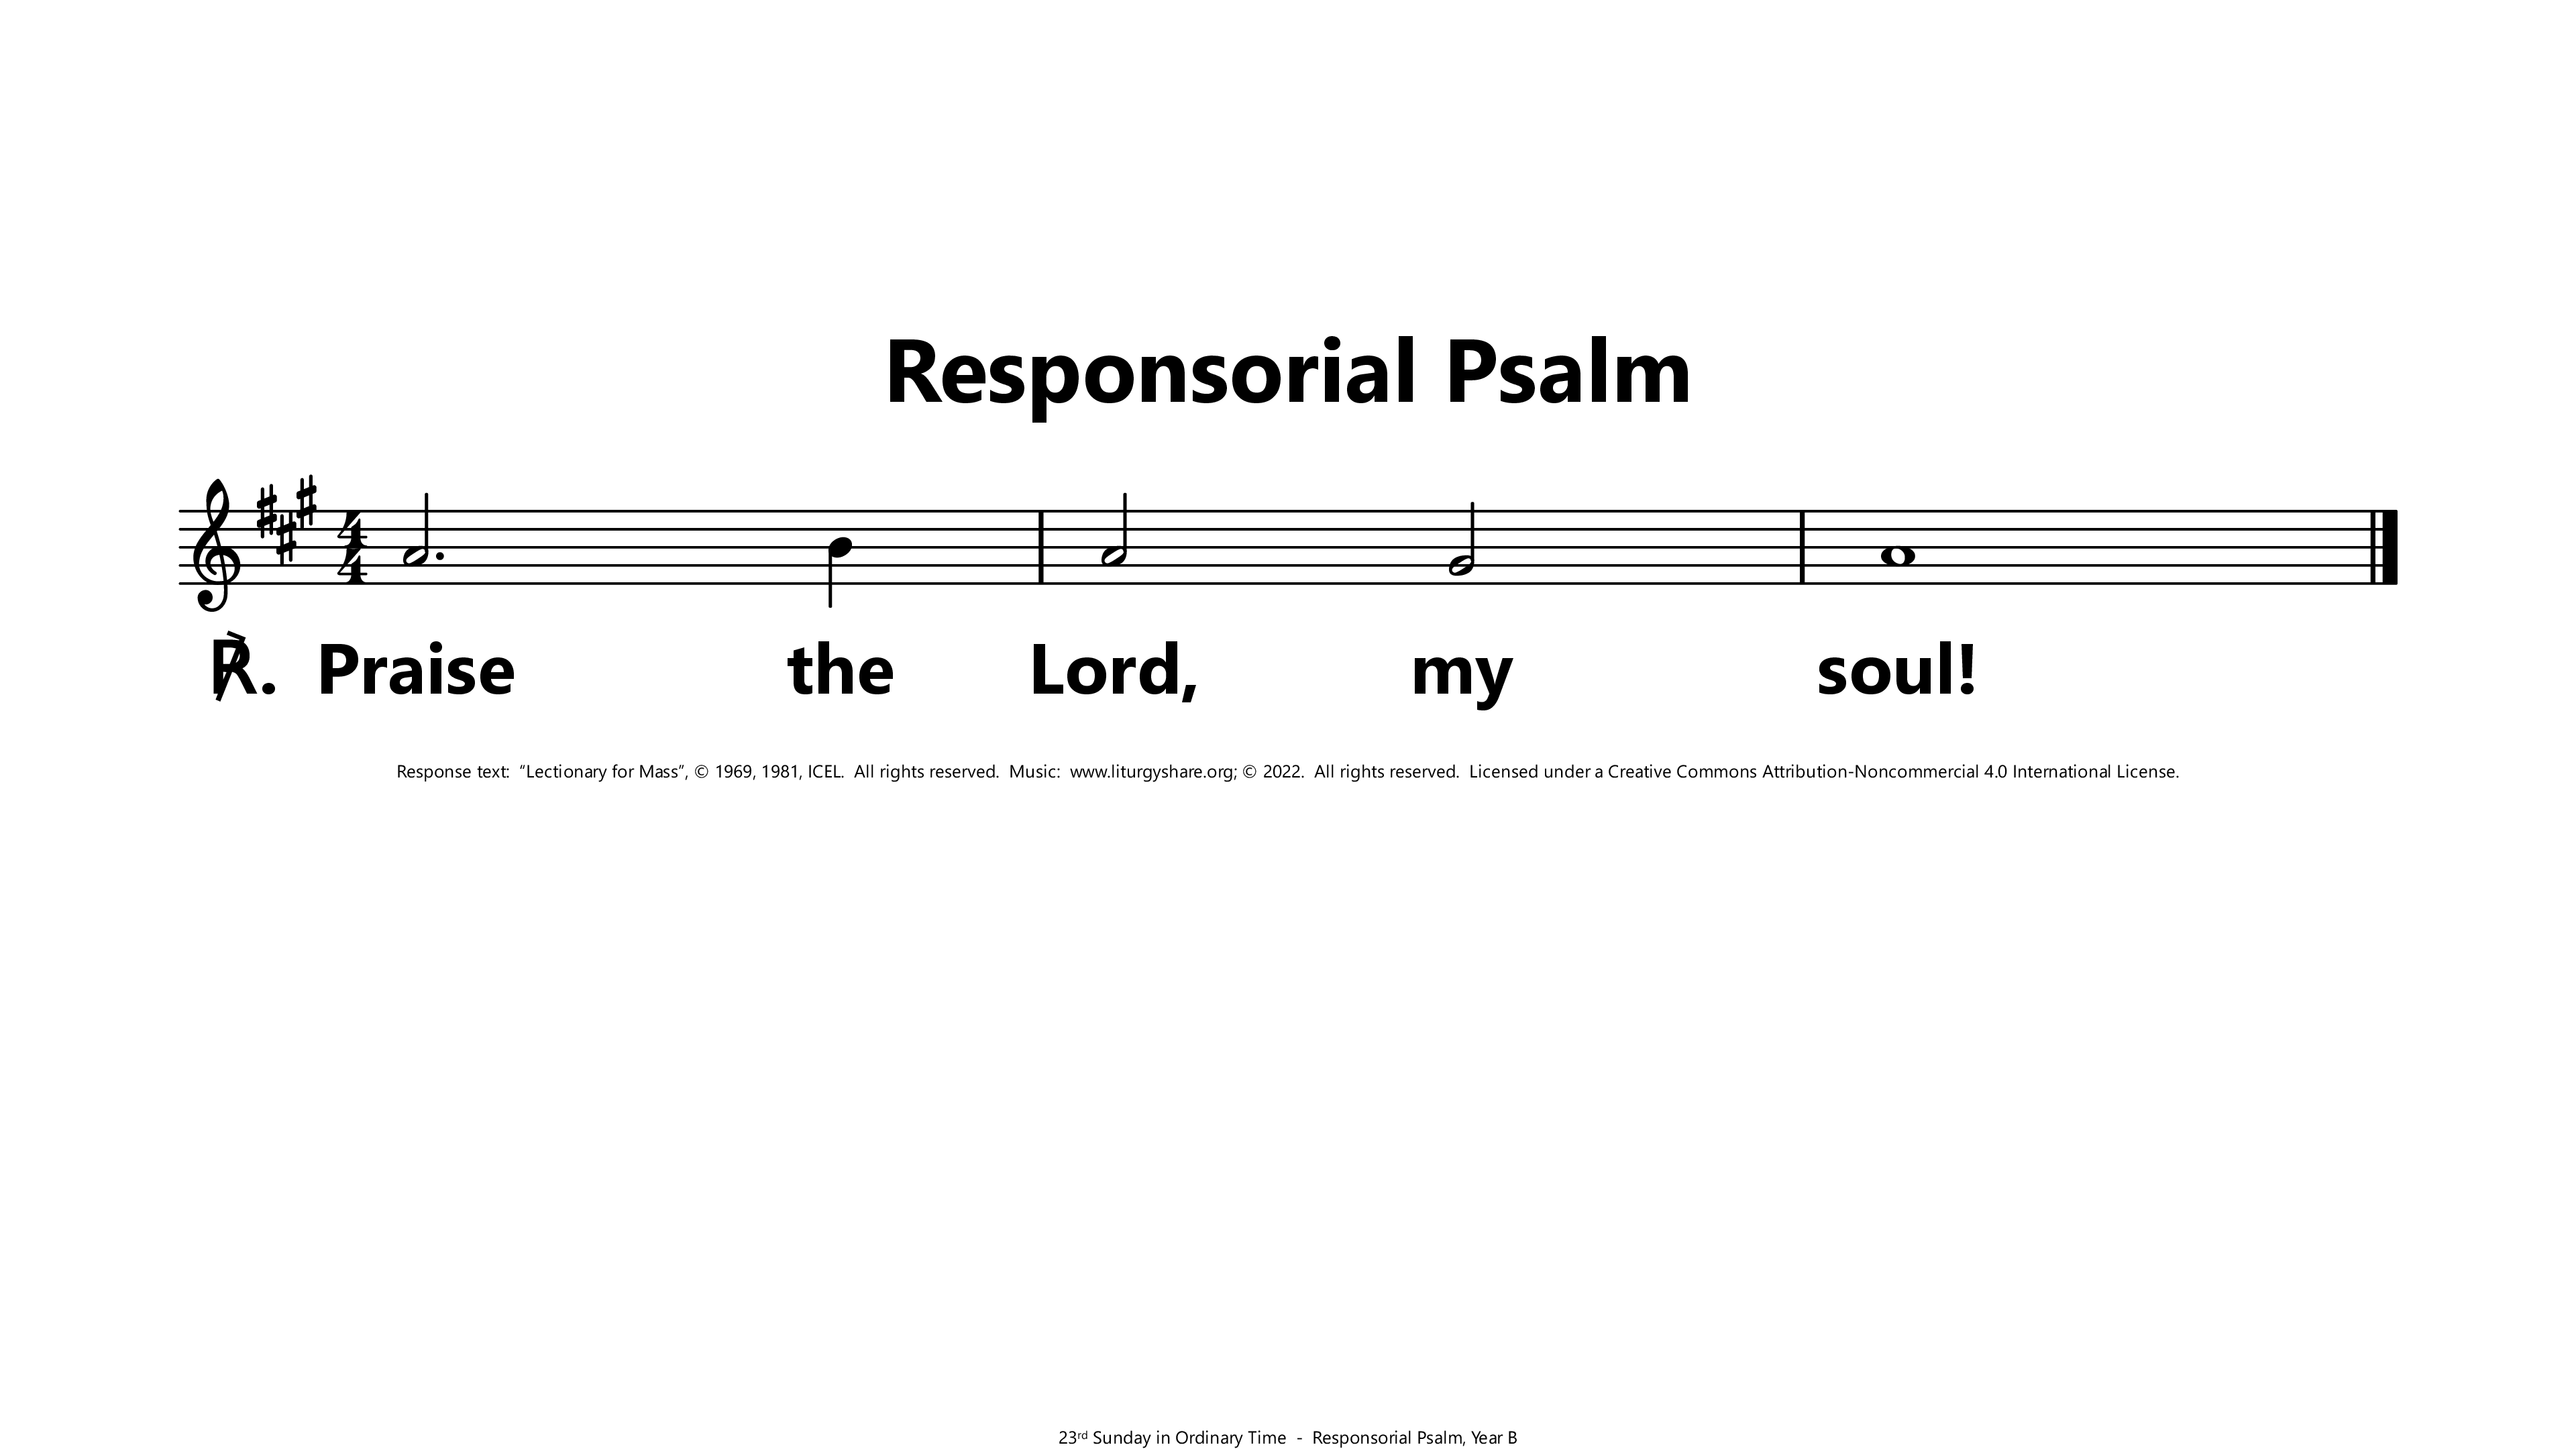 Responsorial Psalm
℟. Praise the Lord, my soul!
Response text: “Lectionary for Mass”, © 1969, 1981, ICEL. All rights reserved. Music: www.liturgyshare.org; © 2022. All rights reserved. Licensed under a Creative Commons Attribution-Noncommercial 4.0 International License.
23rd Sunday in Ordinary Time - Responsorial Psalm, Year B